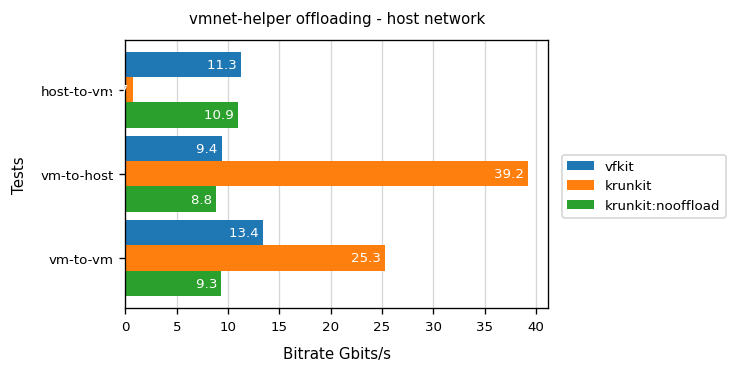 vmnet-helper offloading - host network
host-to-vm
11.3
10.9
vm-to-host
9.4
39.2
8.8
vm-to-vm
13.4
25.3
9.3
Tests
0 5 10 15 20 25 30 35 40
Bitrate Gbits/s
vfkit
krunkit
krunkit:nooffload